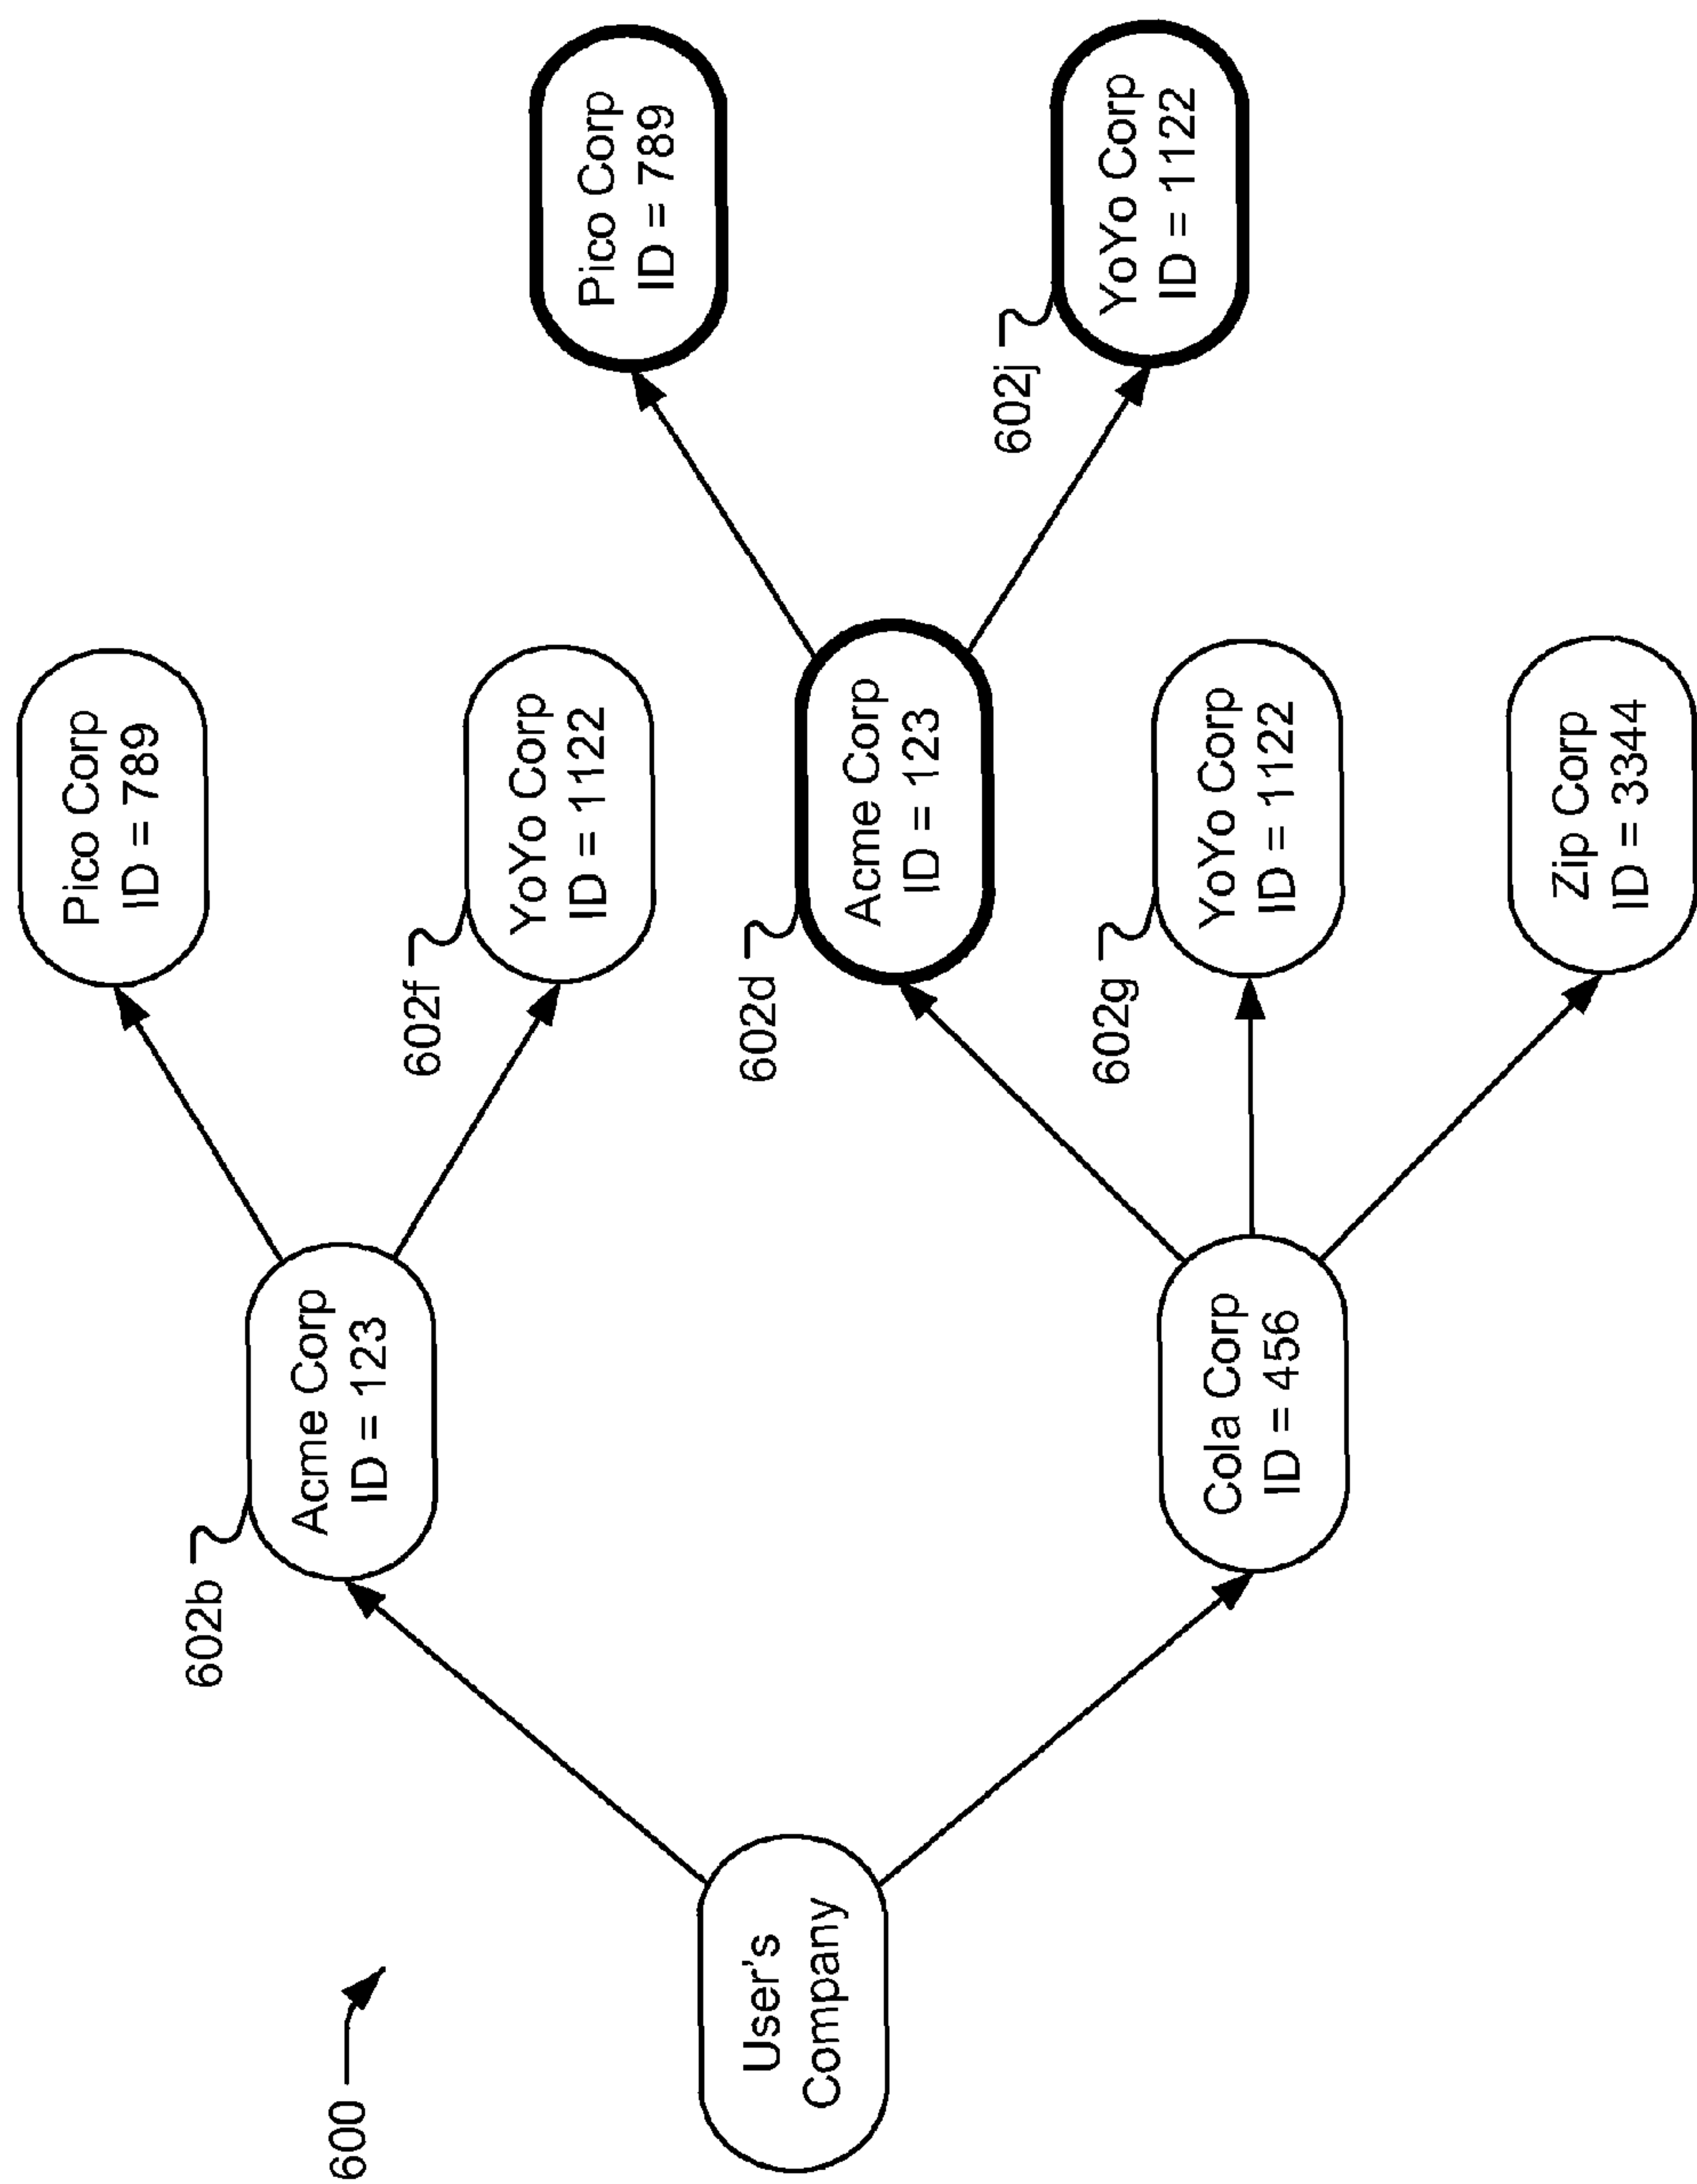 600
User's
Company
602b
Acme Corp
ID = 123
Cola Corp
ID = 456
Pico Corp
ID = 789
602f
YoYo Corp
ID = 1122
602d
Acme Corp
ID = 123
602g
YoYo Corp
ID = 1122
Zip Corp
ID = 3344
Pico Corp
ID = 789
602j
YoYo Corp
ID = 1122